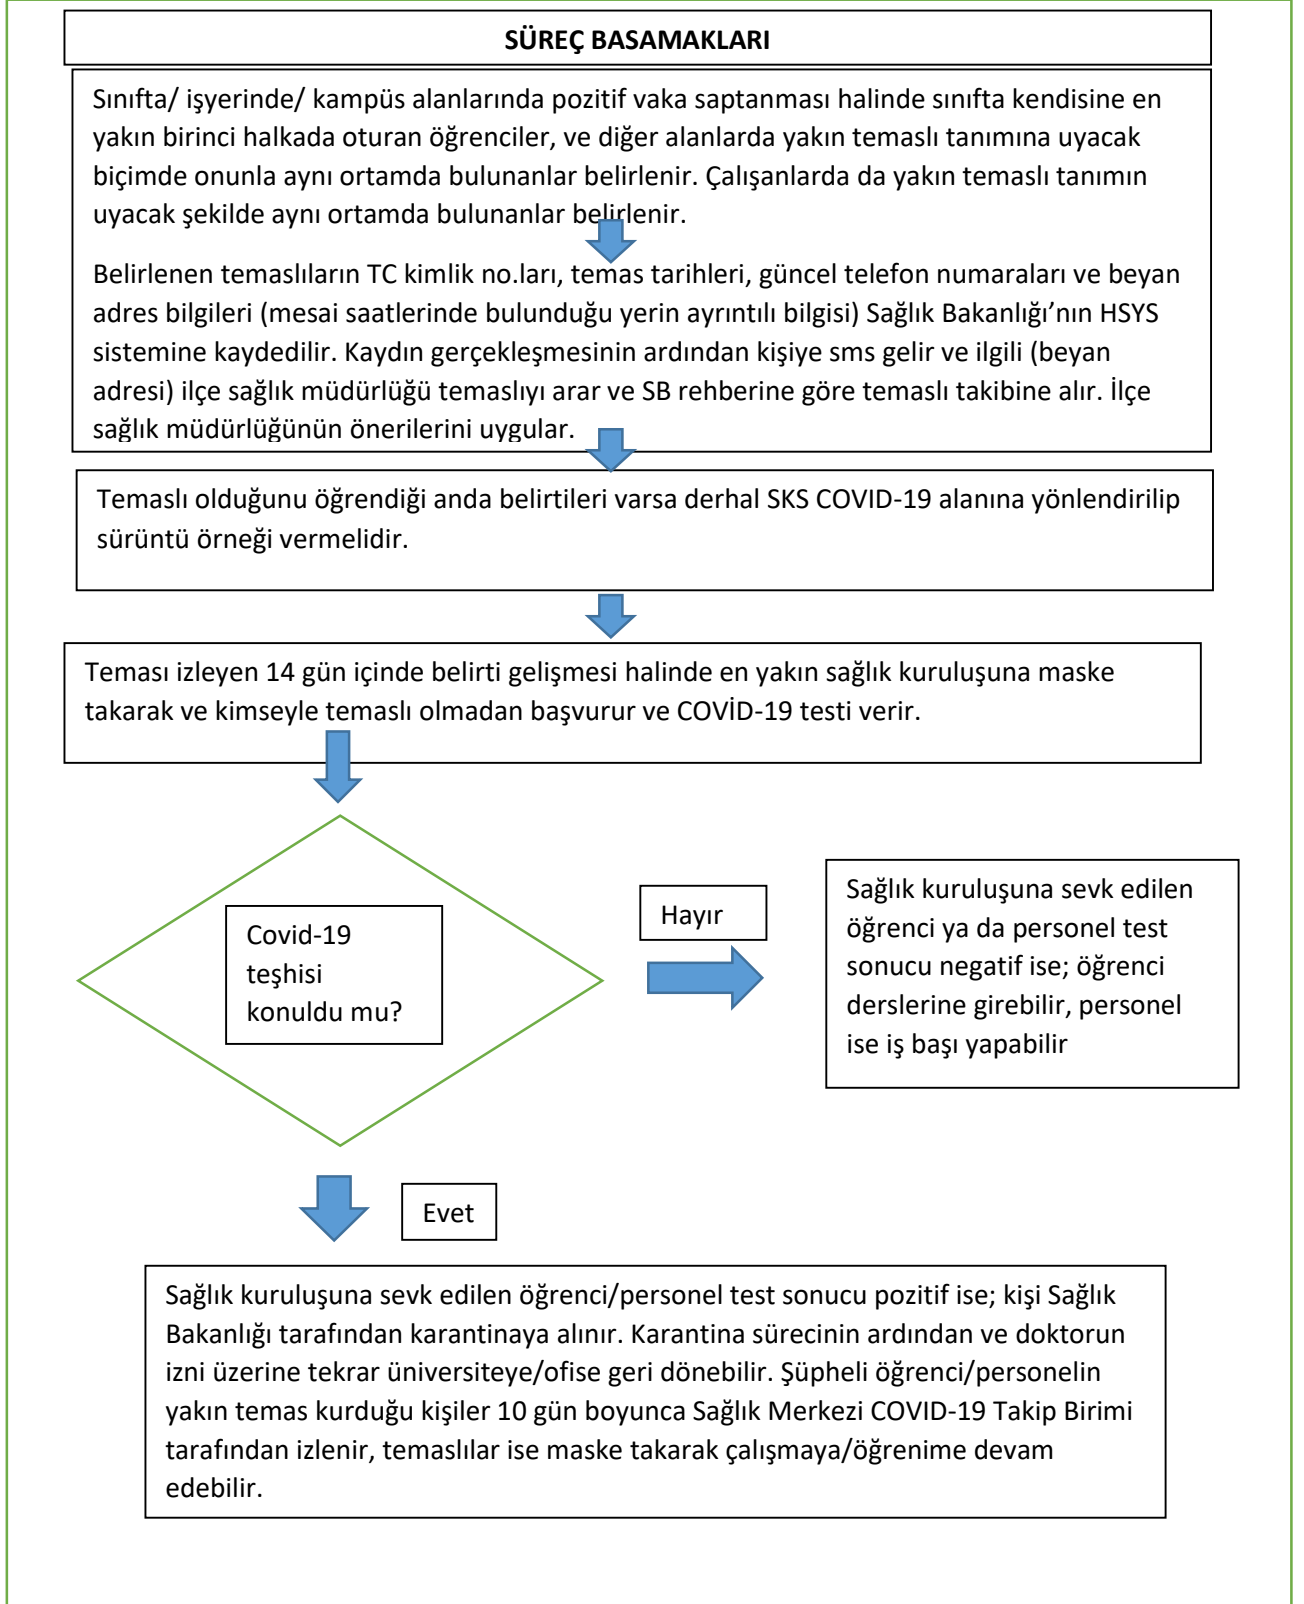 SÜREÇ BASAMAKLARI
Sınıfta/ işyerinde/ kampüs alanlarında pozitif vaka saptanması halinde sınıfta kendisine en
yakın birinci halkada oturan öğrenciler, ve diğer alanlarda yakın temaslı tanımına uyacak
biçimde onunla aynı ortamda bulunanlar belirlenir. Çalışanlarda da yakın temaslı tanımın
uyacak şekilde aynı ortamda bulunanlar belirlenir.
Belirlenen temaslıların TC kimlik no.ları, temas tarihleri, güncel telefon numaraları ve beyan
adres bilgileri (mesai saatlerinde bulunduğu yerin ayrıntılı bilgisi) Sağlık Bakanlığı’nın HSYS
sistemine kaydedilir. Kaydın gerçekleşmesinin ardından kişiye sms gelir ve ilgili (beyan
adresi) ilçe sağlık müdürlüğü temaslıyı arar ve SB rehberine göre temaslı takibine alır. İlçe
sağlık müdürlüğünün önerilerini uygular.
Temaslı olduğunu öğrendiği anda belirtileri varsa derhal SKS COVID-19 alanına yönlendirilip
sürüntü örneği vermelidir.
Teması izleyen 14 gün içinde belirti gelişmesi halinde en yakın sağlık kuruluşuna maske
takarak ve kimseyle temaslı olmadan başvurur ve COVİD-19 testi verir.
Covid-19
teşhisi
konuldu mu?
Hayır
Sağlık kuruluşuna sevk edilen
öğrenci ya da personel test
sonucu negatif ise; öğrenci
derslerine girebilir, personel
ise iş başı yapabilir
Evet
Sağlık kuruluşuna sevk edilen öğrenci/personel test sonucu pozitif ise; kişi Sağlık
Bakanlığı tarafından karantinaya alınır. Karantina sürecinin ardından ve doktorun
izni üzerine tekrar üniversiteye/ofise geri dönebilir. Şüpheli öğrenci/personelin
yakın temas kurduğu kişiler 10 gün boyunca Sağlık Merkezi COVID-19 Takip Birimi
tarafından izlenir, temaslılar ise maske takarak çalışmaya/öğrenime devam
edebilir.